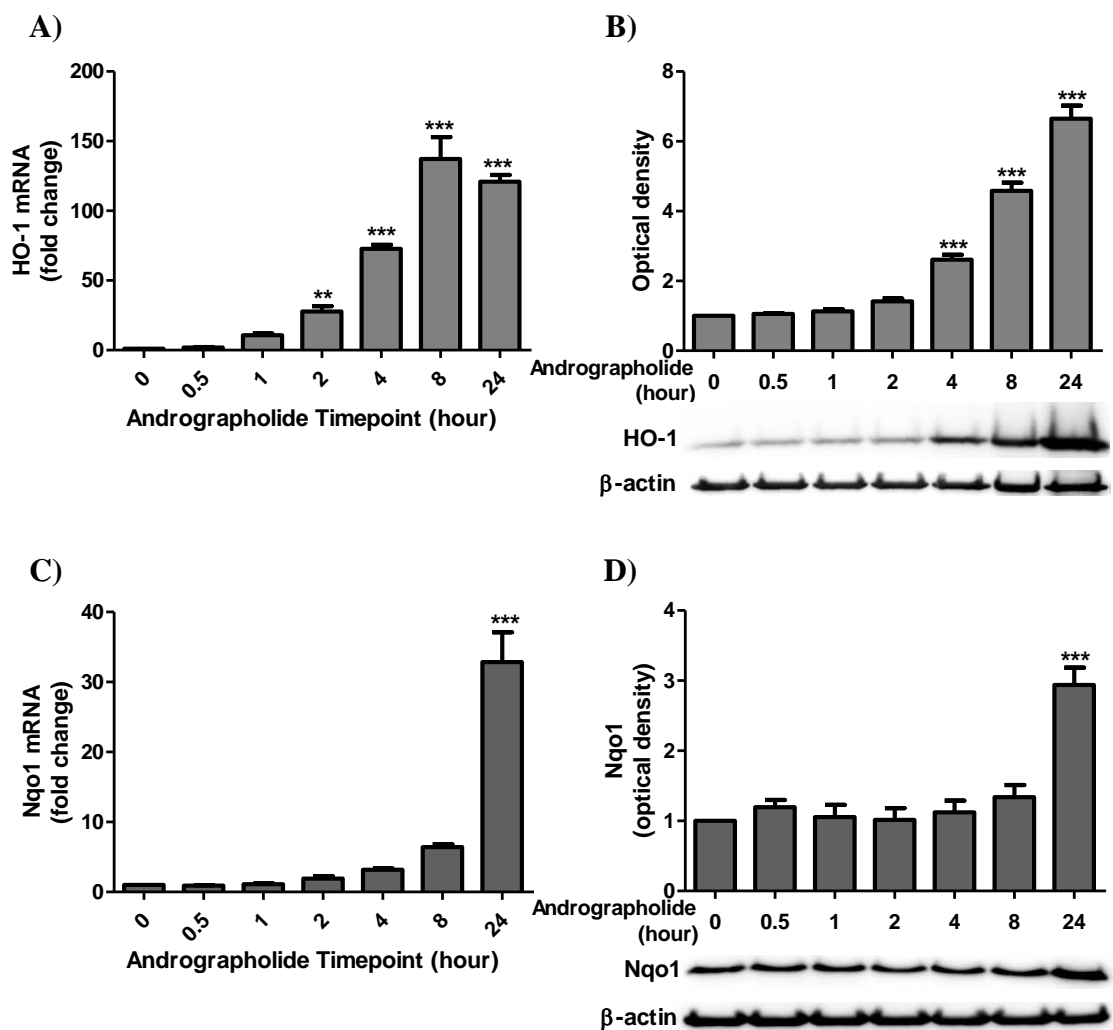 A)
HO-1 mRNA
(fold change)
200
150
100
50
0
**
***
***
***
0 0.5 1 2 4 8 24
Andrographolide Timepoint (hour)
B)
Optical density
8
6
4
2
0
***
***
***
Andrographolide
(hour)
0 0.5 1 2 4 8 24
HO-1
β-actin
C)
Nqo1 mRNA
(fold change)
40
30
20
10
0
***
0 0.5 1 2 4 8 24
Andrographolide Timepoint (hour)
D)
Nqo1
(optical density)
4
3
2
1
0
***
Andrographolide
(hour)
0 0.5 1 2 4 8 24
Nqo1
β-actin